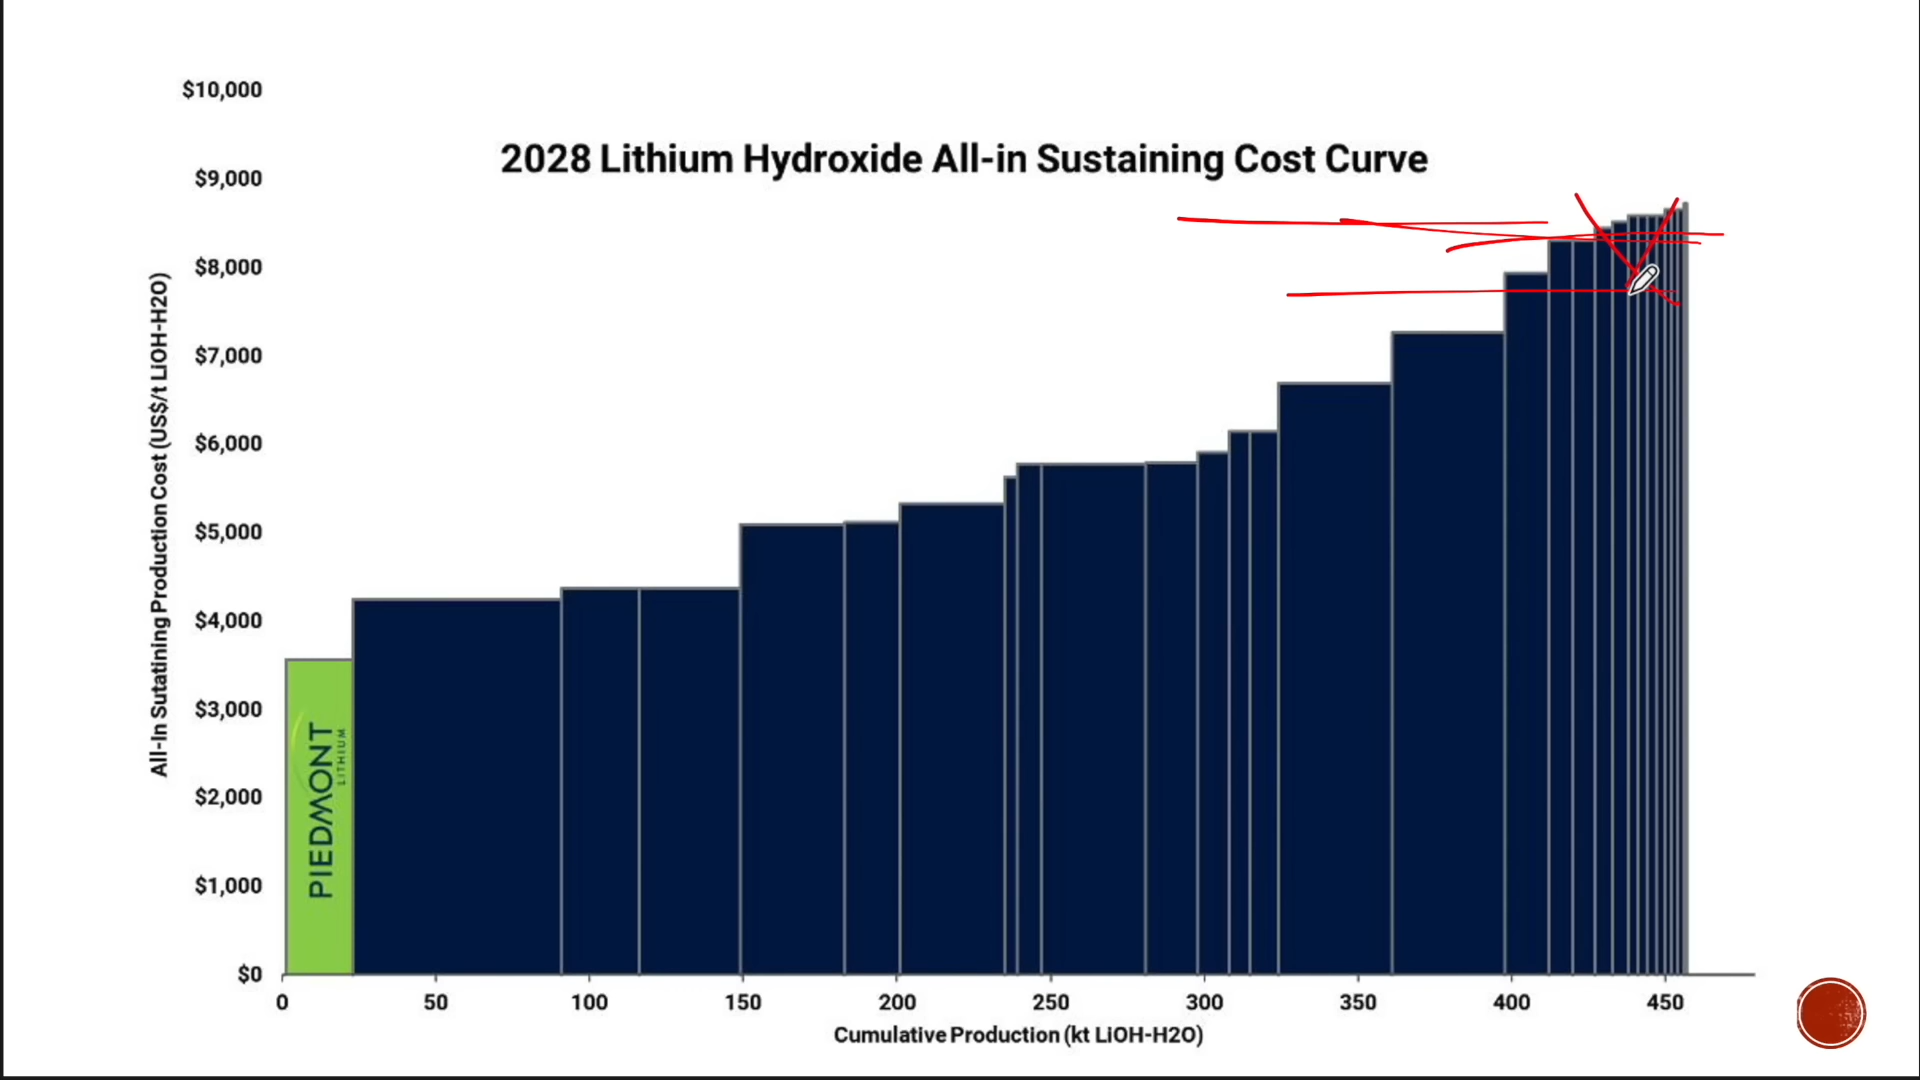 2028 Lithium Hydroxide All-in Sustaining Cost Curve
All-In Sutatining Production Cost (US$/t LiOH-H2O)
$10,000
$9,000
$8,000
$7,000
$6,000
$5,000
$4,000
$3,000
$2,000
$1,000
$0
PIEDMONT
LITHIUM
0 50 100 150 200 250 300 350 400 450
Cumulative Production (kt LiOH-H2O)